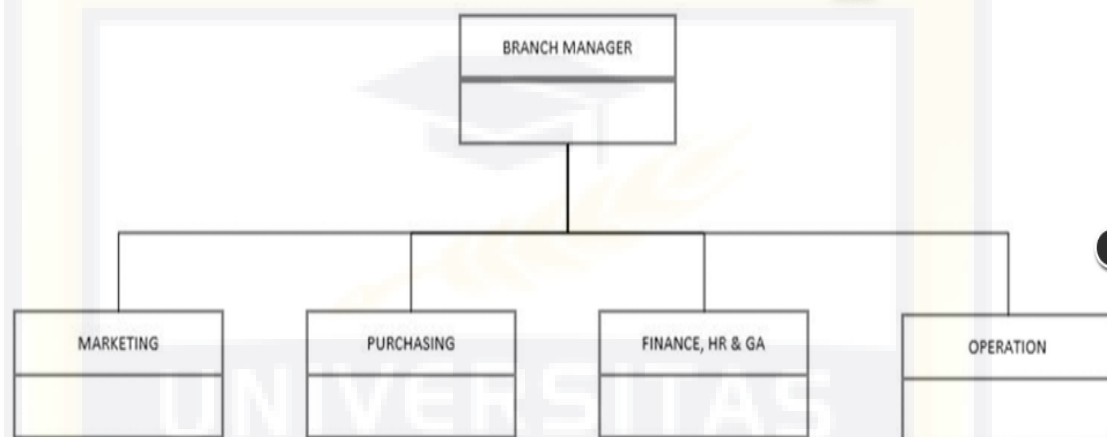 BRANCH MANAGER
MARKETING
PURCHASING
FINANCE, HR & GA
OPERATION
UNIVERSITAS